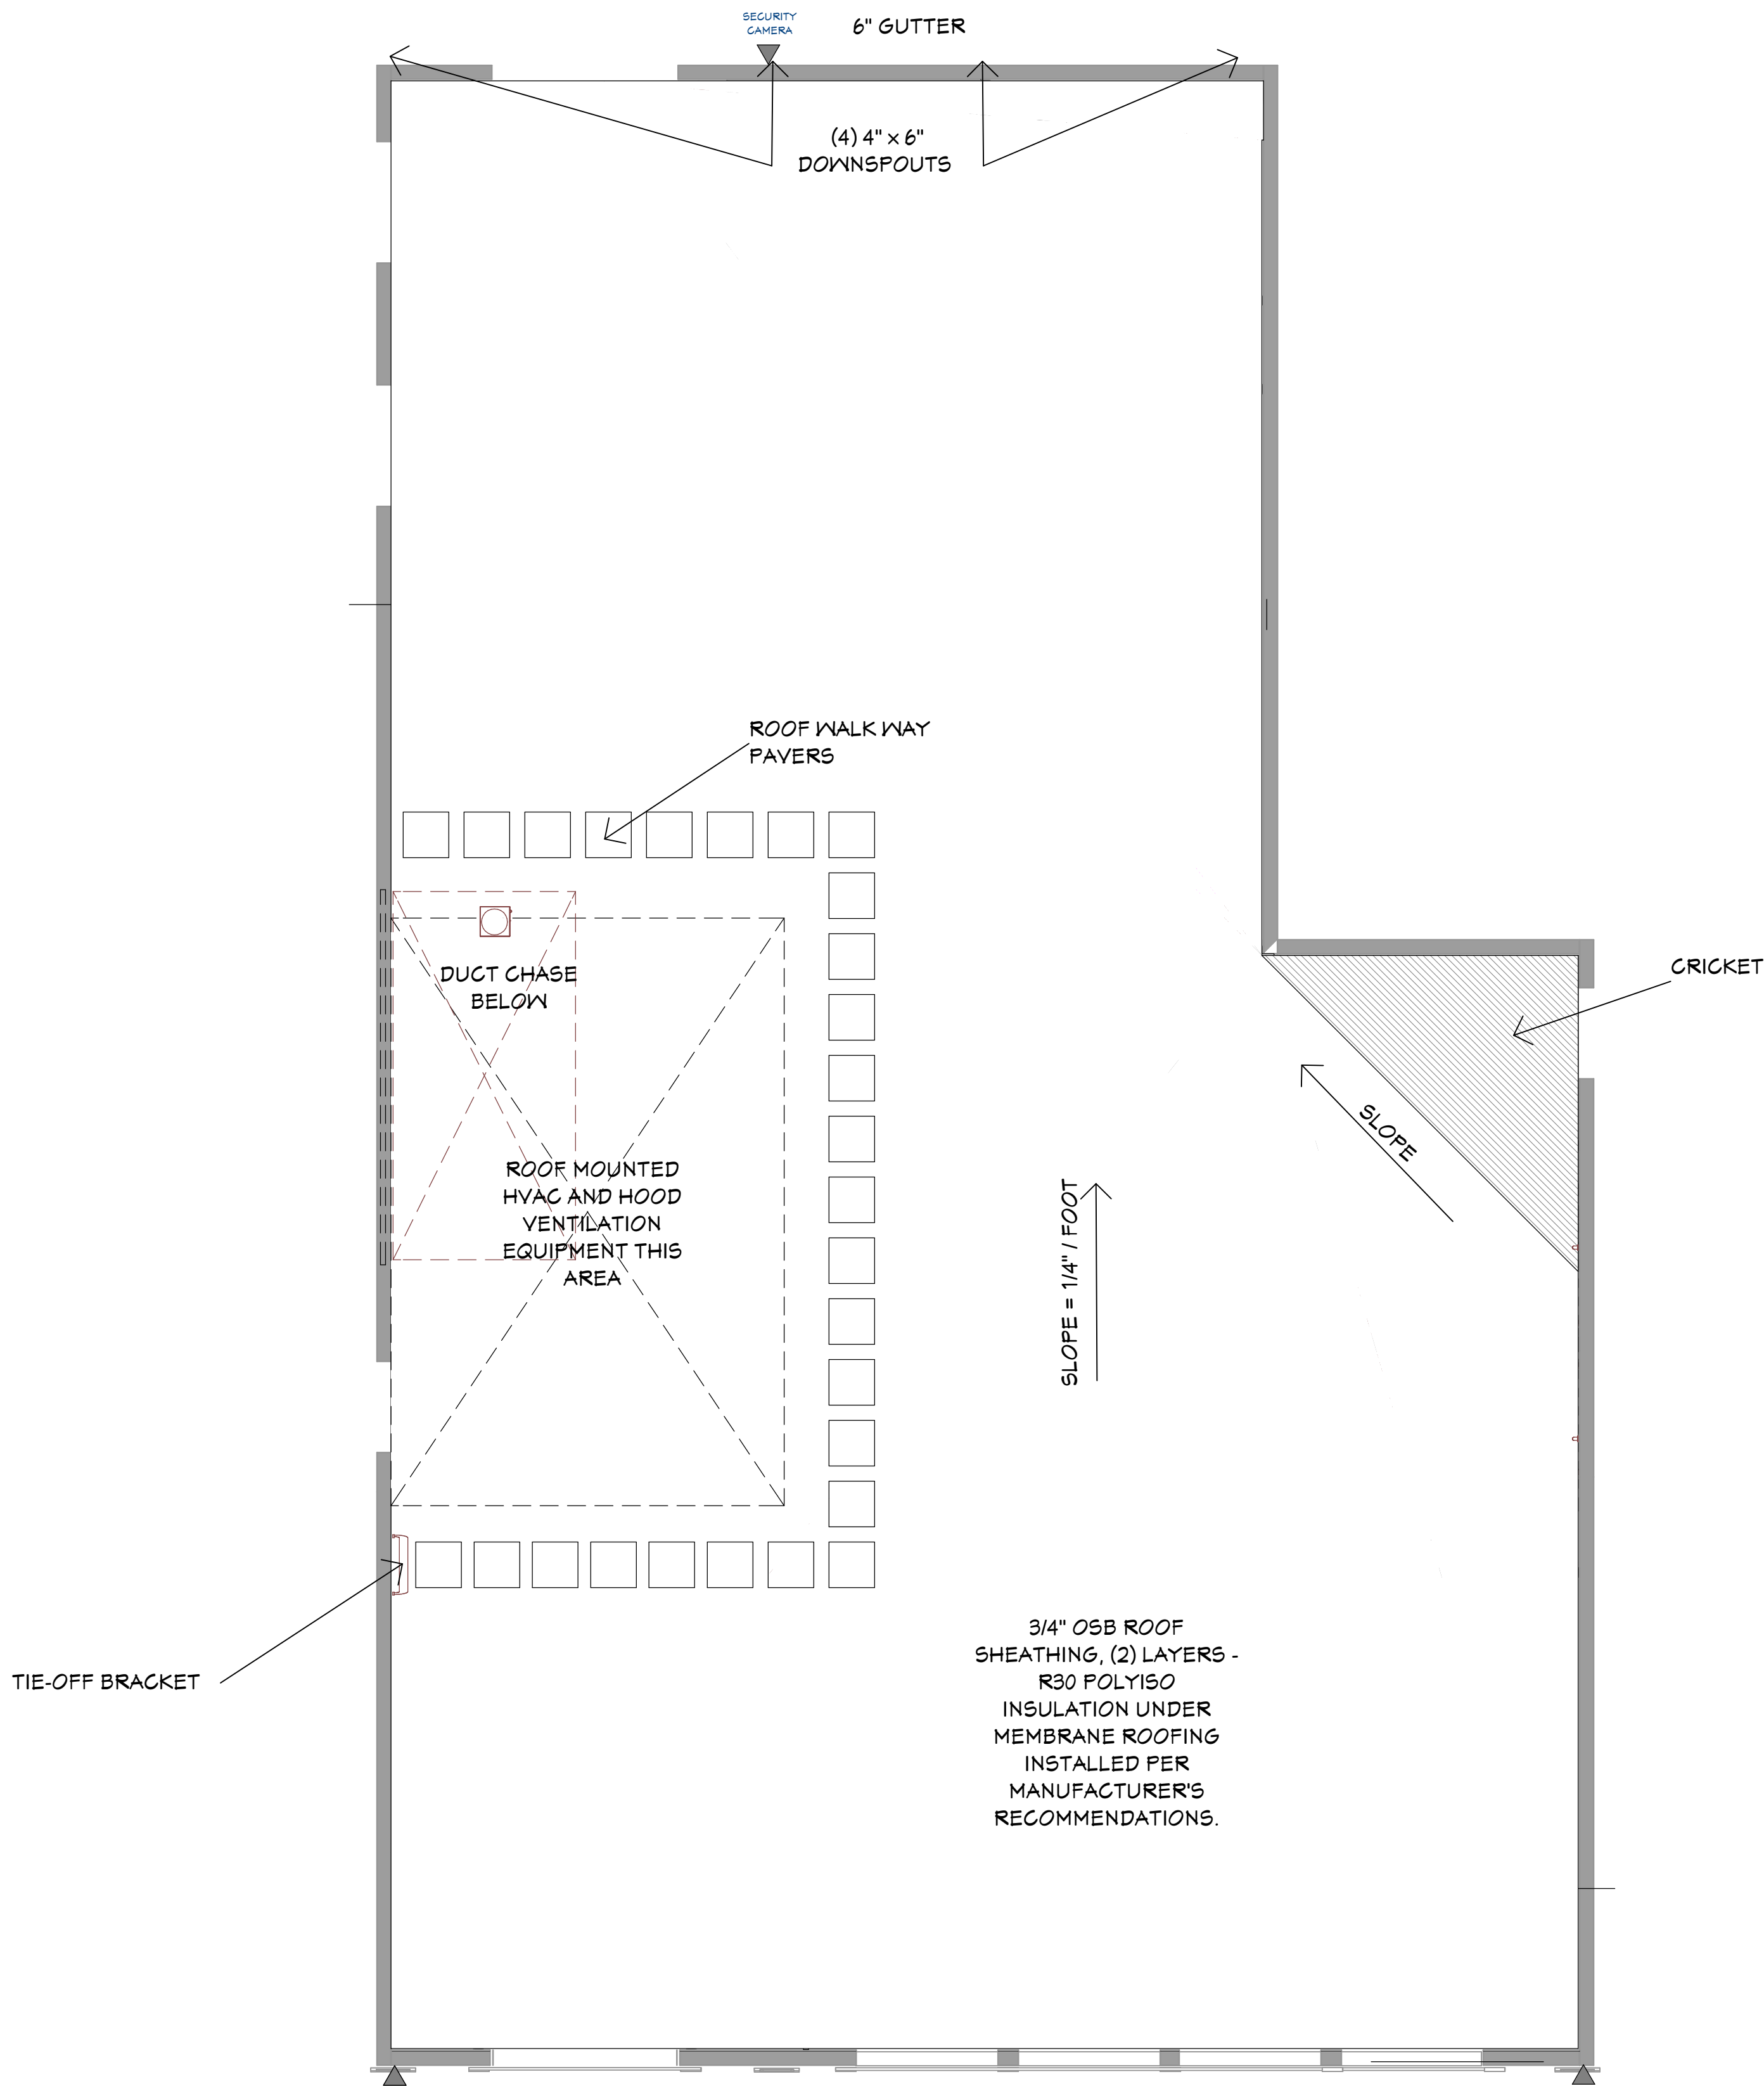 SECURITY
CAMERA
6" GUTTER
(4) 4" x 6"
DOWNSPOUTS
ROOF WALK WAY
PAVERS
DUCT CHASE
BELOW
CRICKET
SLOPE
ROOF MOUNTED
HVAC AND HOOD
VENTILATION
EQUIPMENT THIS
AREA
SLOPE = 1/4" / FOOT
TIE-OFF BRACKET
3/4" OSB ROOF
SHEATHING, (2) LAYERS -
R30 POLYISO
INSULATION UNDER
MEMBRANE ROOFING
INSTALLED PER
MANUFACTURER'S
RECOMMENDATIONS.